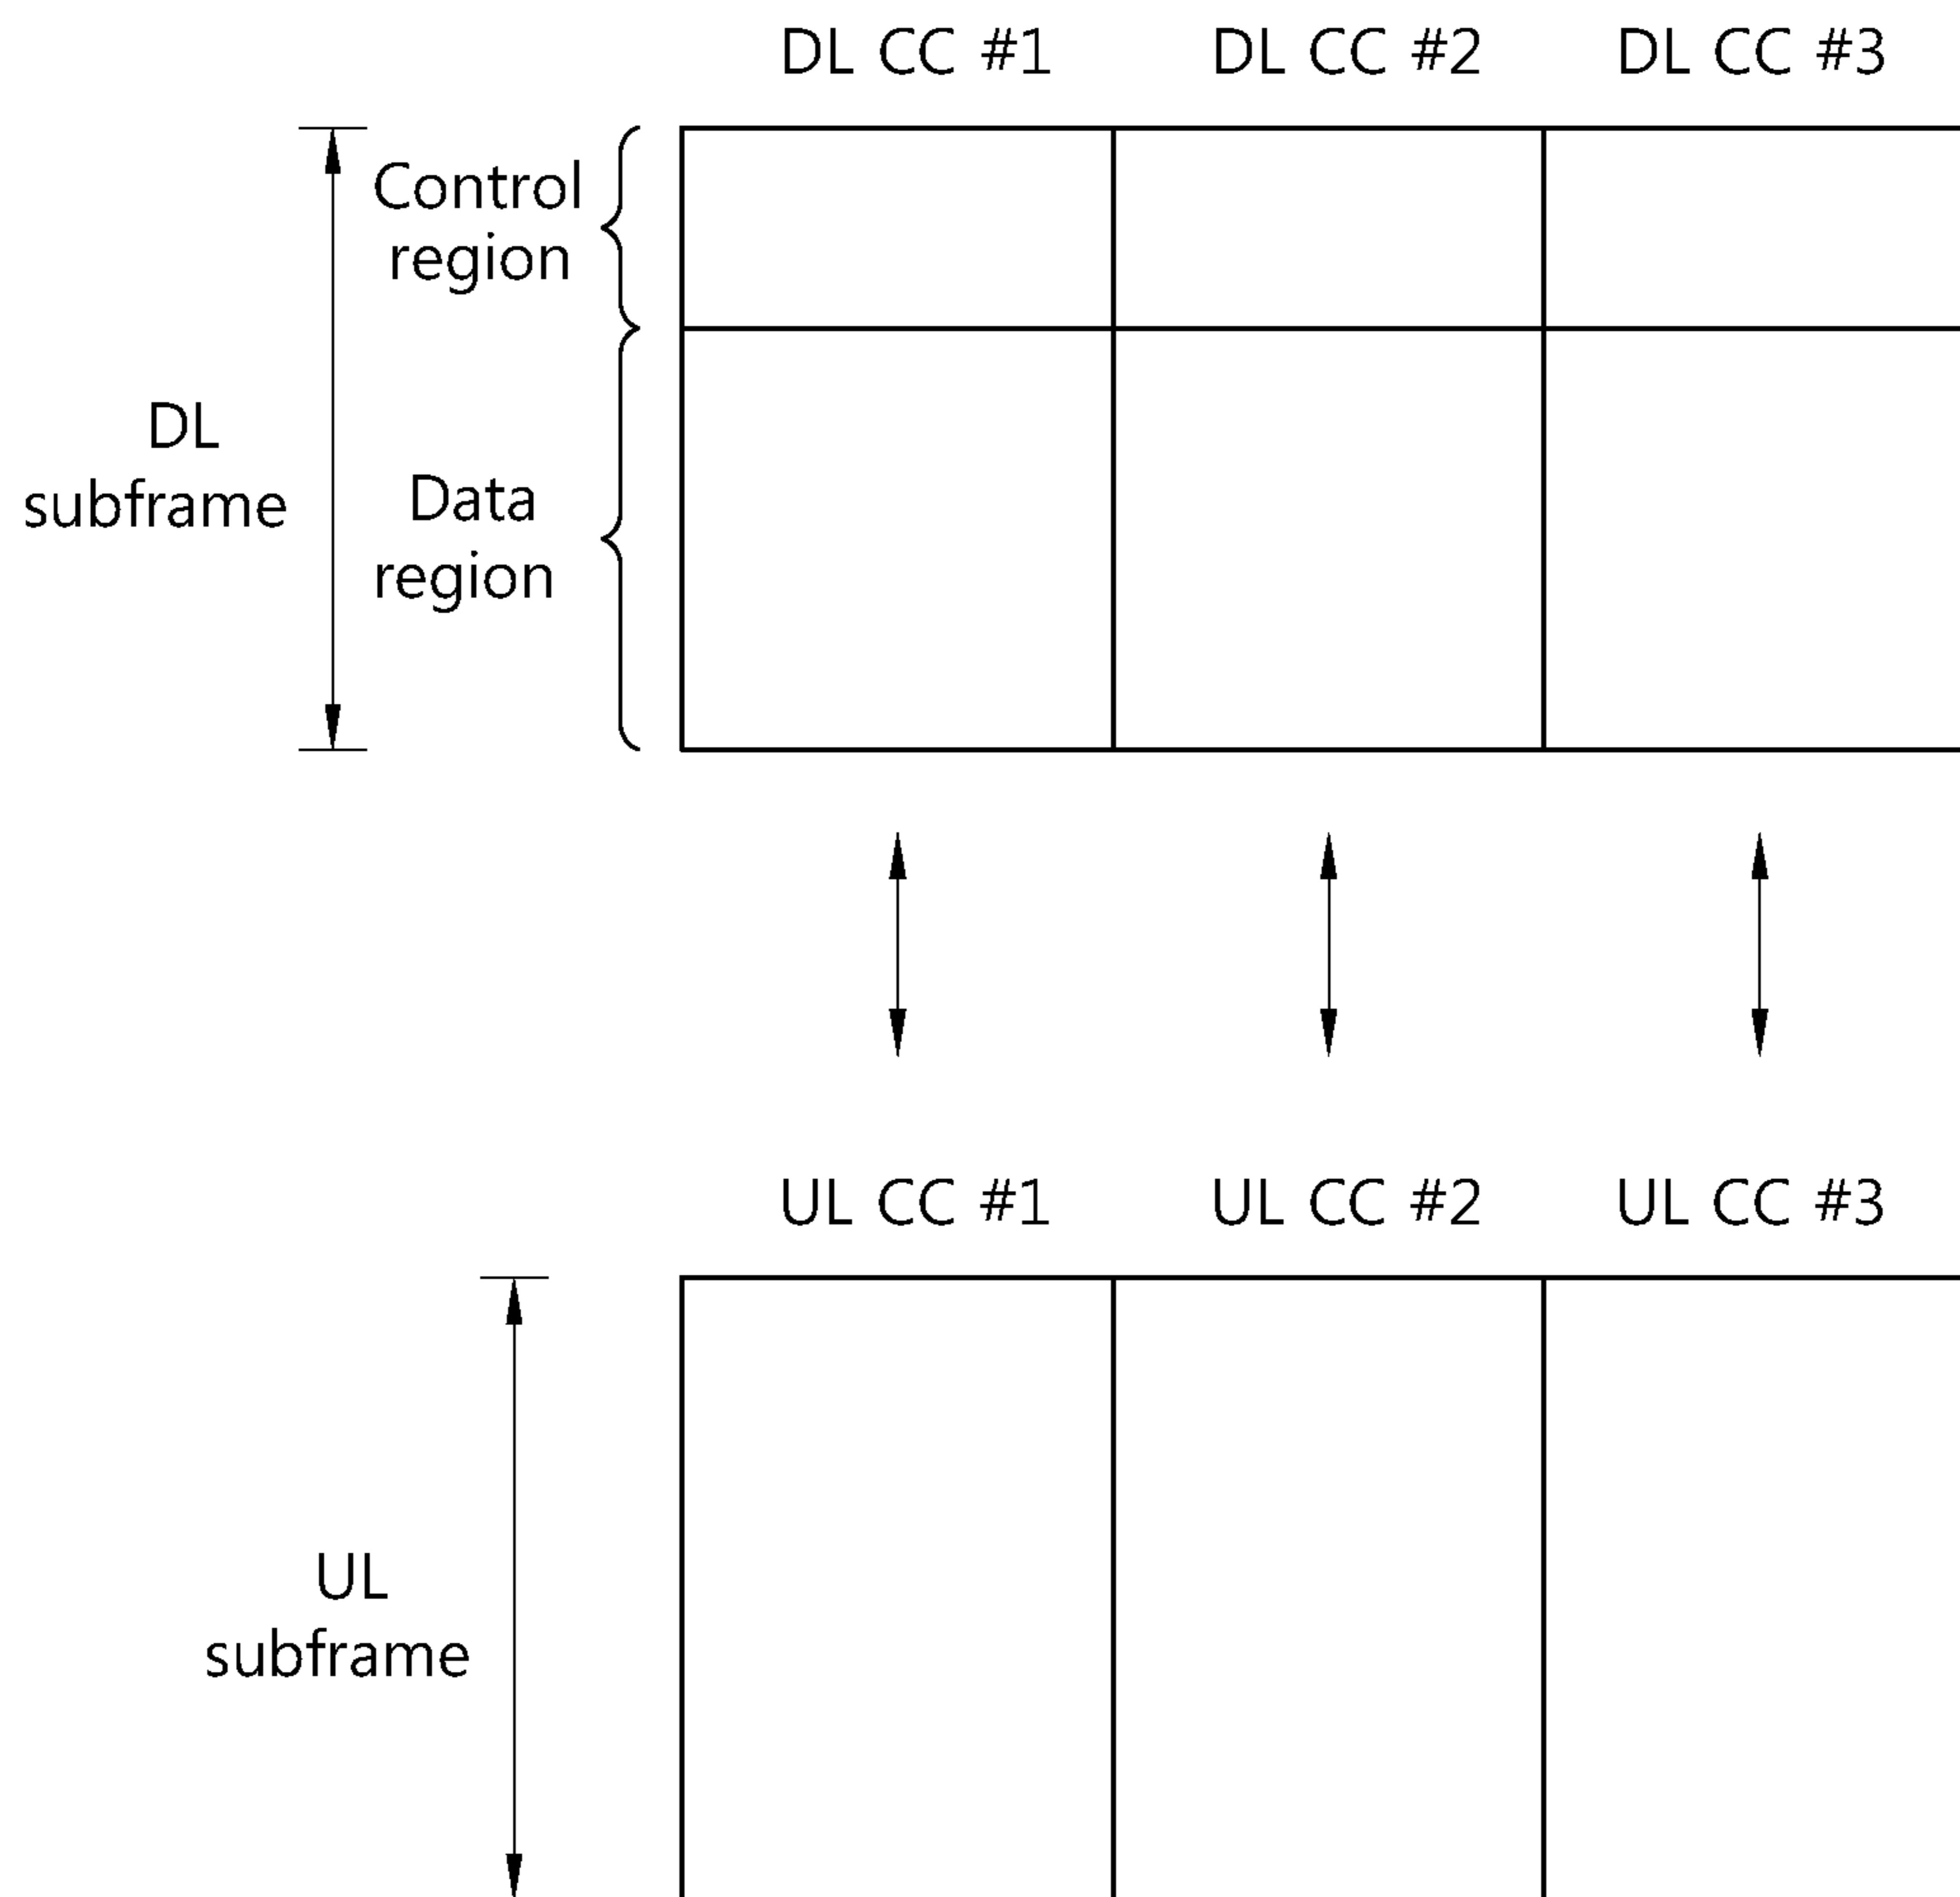 DL CC #1 DL CC #2 DL CC #3
Control
region
DL
subframe
Data
region
UL CC #1 UL CC #2 UL CC #3
UL
subframe